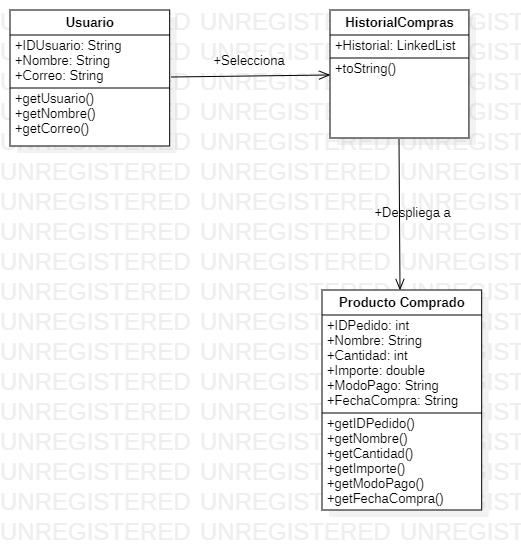 Usuario
+IDUsuario: String
+Nombre: String
+Correo: String
+getUsuario()
+getNombre()
+getCorreo()
+Selecciona
HistorialCompras
+Historial: LinkedList
+toString()
+Despliega a
Producto Comprado
+IDPedido: int
+Nombre: String
+Cantidad: int
+Importe: double
+ModoPago: String
+FechaCompra: String
+getIDPedido()
+getNombre()
+getCantidad()
+getImporte()
+getModoPago()
+getFechaCompra()
UNREGISTERED